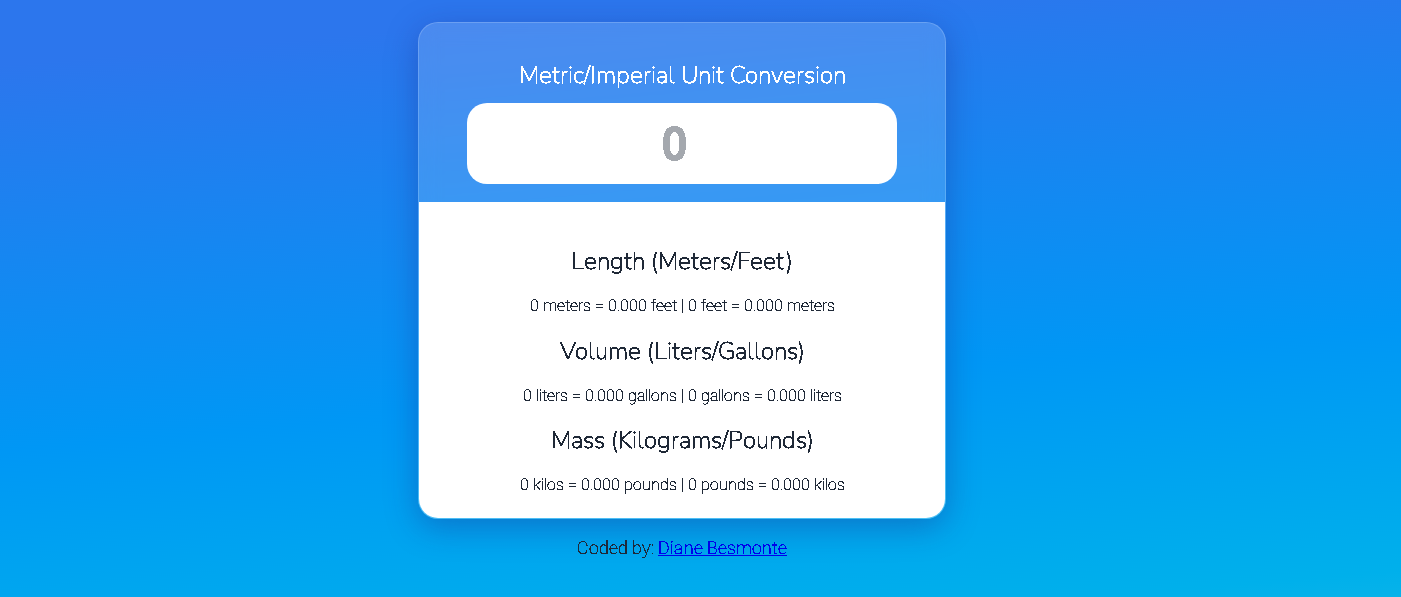 Metric/Imperial Unit Conversion
0
Length (Meters/Feet)
0 meters = 0.000 feet | 0 feet = 0.000 meters
Volume (Liters/Gallons)
0 liters = 0.000 gallons | 0 gallons = 0.000 liters
Mass (Kilograms/Pounds)
0 kilos = 0.000 pounds | 0 pounds = 0.000 kilos
Coded by: Diane Besmonte